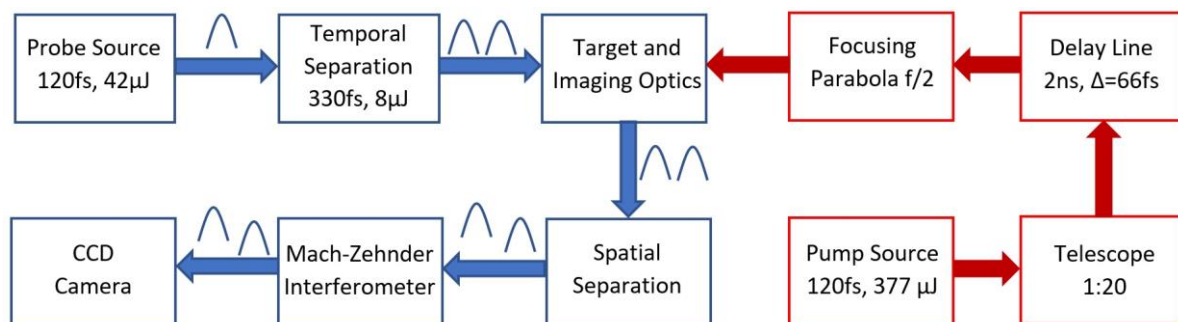 Probe Source
120fs, 42µJ
Temporal
Separation
330fs, 8µJ
Target and
Imaging Optics
Focusing
Parabola f/2
Delay Line
2ns, Δ=66fs
CCD
Camera
Mach-Zehnder
Interferometer
Spatial
Separation
Pump Source
120fs, 377 µJ
Telescope
1:20